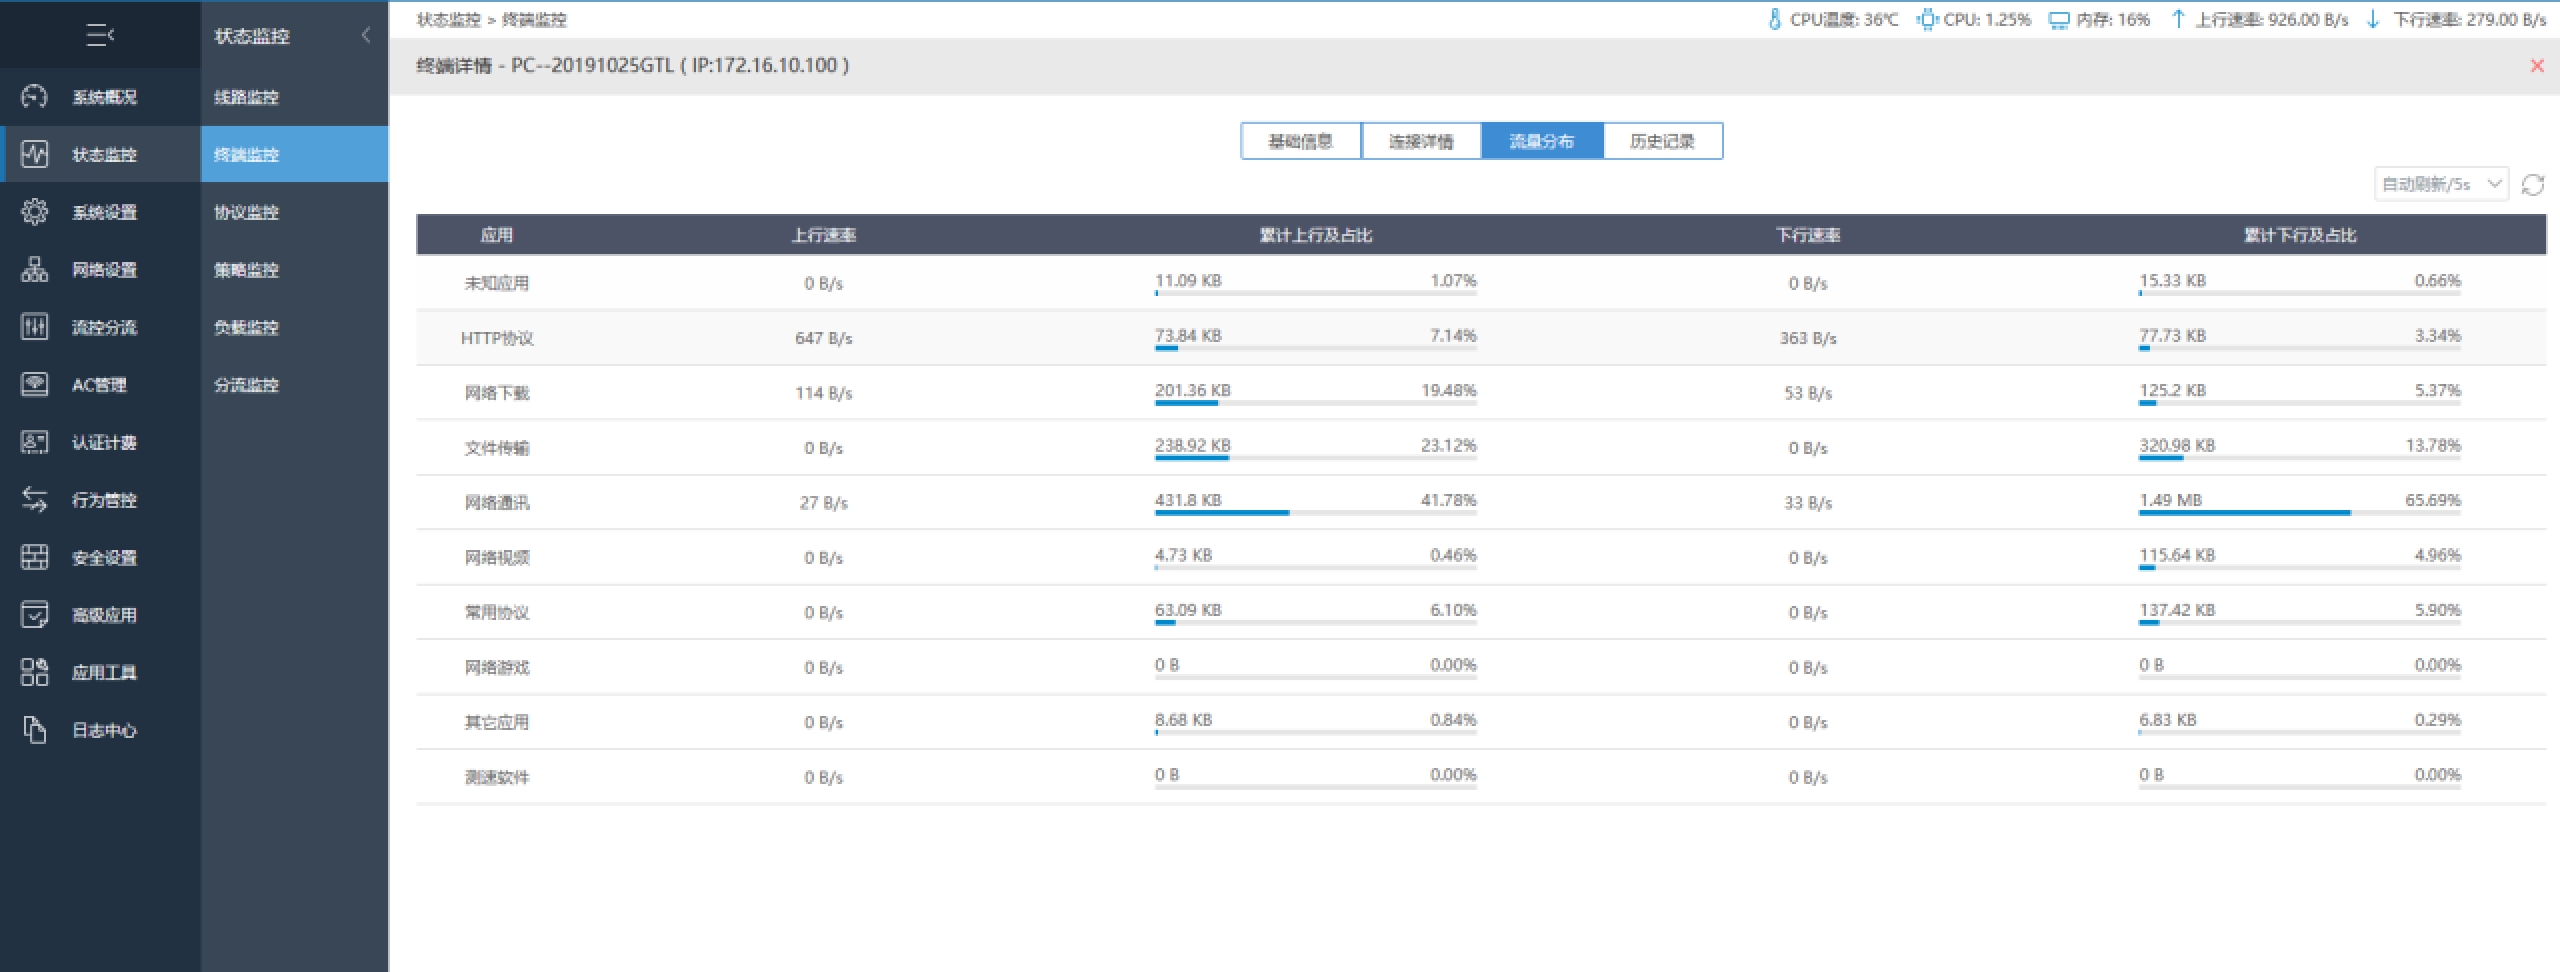 状态监控 > 终端监控
CPU温度: 36℃ CPU: 1.25% 内存: 16% 上行速率: 926.00 B/s 下行速率: 279.00 B/s
状态监控
终端详情 - PC--20191025GTL ( IP:172.16.10.100 )
系统概况
状态监控
系统设置
网络设置
流控分流
AC管理
认证计费
行为管控
安全设置
高级应用
应用工具
日志中心
线路监控
终端监控
协议监控
策略监控
负载监控
分流监控
基础信息 连接详情 流量分布 历史记录
自动刷新/5s
应用 上行速率 累计上行及占比 下行速率 累计下行及占比
未知应用 0 B/s 11.09 KB 1.07% 0 B/s 15.33 KB 0.66%
HTTP协议 647 B/s 73.84 KB 7.14% 363 B/s 77.73 KB 3.34%
网络下载 114 B/s 201.36 KB 19.48% 53 B/s 125.2 KB 5.37%
文件传输 0 B/s 238.92 KB 23.12% 0 B/s 320.98 KB 13.78%
网络通讯 27 B/s 431.8 KB 41.78% 33 B/s 1.49 MB 65.69%
网络视频 0 B/s 4.73 KB 0.46% 0 B/s 115.64 KB 4.96%
常用协议 0 B/s 63.09 KB 6.10% 0 B/s 137.42 KB 5.90%
网络游戏 0 B/s 0 B 0.00% 0 B/s 0 B 0.00%
其它应用 0 B/s 8.68 KB 0.84% 0 B/s 6.83 KB 0.29%
测速软件 0 B/s 0 B 0.00% 0 B/s 0 B 0.00%